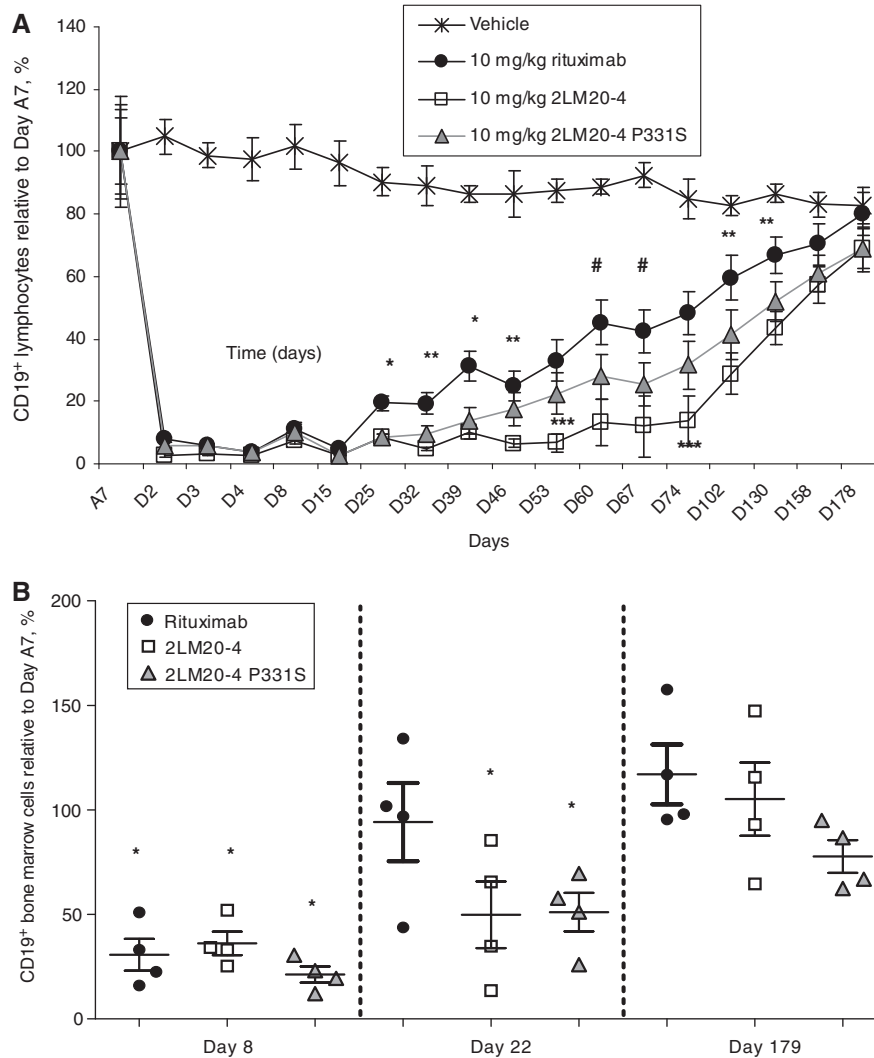 A
140
120
100
80
60
40
20
0
CD19+ lymphocytes relative to Day A7, %
Vehicle
10 mg/kg rituximab
10 mg/kg 2LM20-4
10 mg/kg 2LM20-4 P331S
Time (days)
*
**
*
**
***
#
#
***
**
**
A7
D2
D3
D4
D8
D15
D25
D32
D39
D46
D53
D60
D67
D74
D102
D130
D158
D178
Days
B
200
150
100
50
0
CD19+ bone marrow cells relative to Day A7, %
Rituximab
2LM20-4
2LM20-4 P331S
*
*
*
*
*
Day 8
Day 22
Day 179